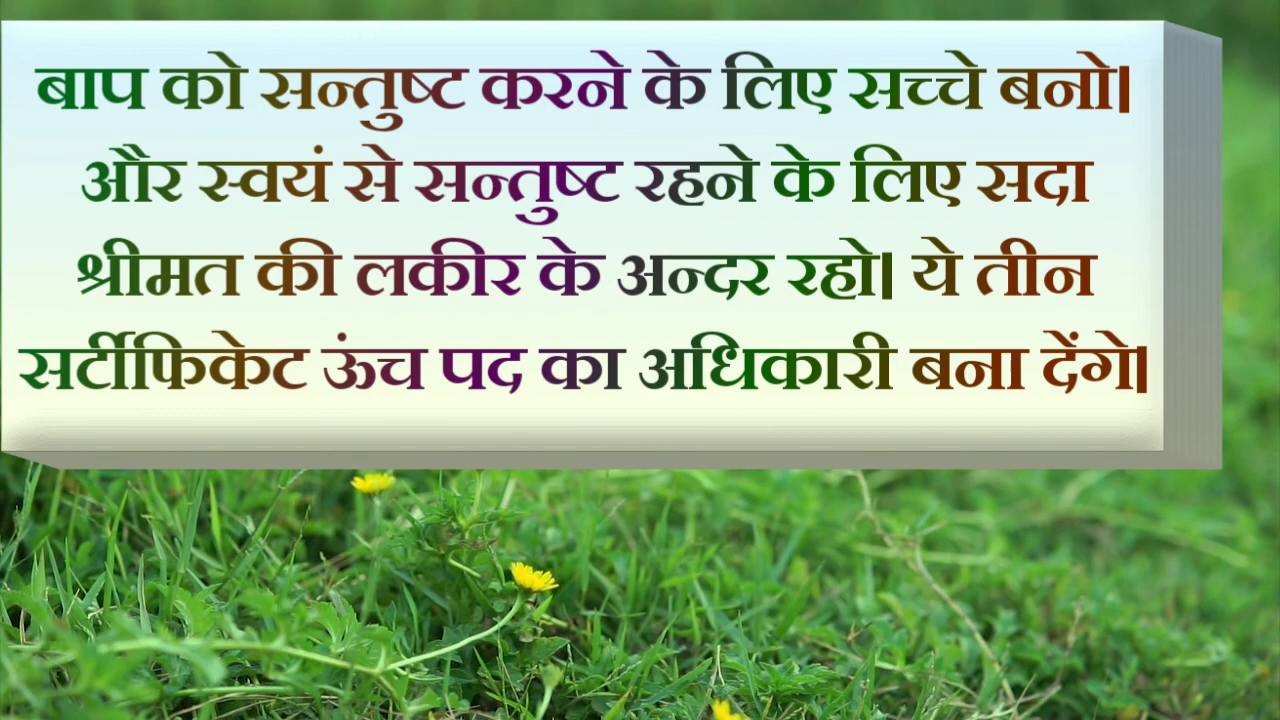 बाप को सन्तुष्ट करने के लिए सच्चे बनो।
और स्वयं से सन्तुष्ट रहने के लिए सदा
श्रीमत की लकीर के अन्दर रहो। ये तीन
सर्टीफिकेट ऊंच पद का अधिकारी बना देंगे।